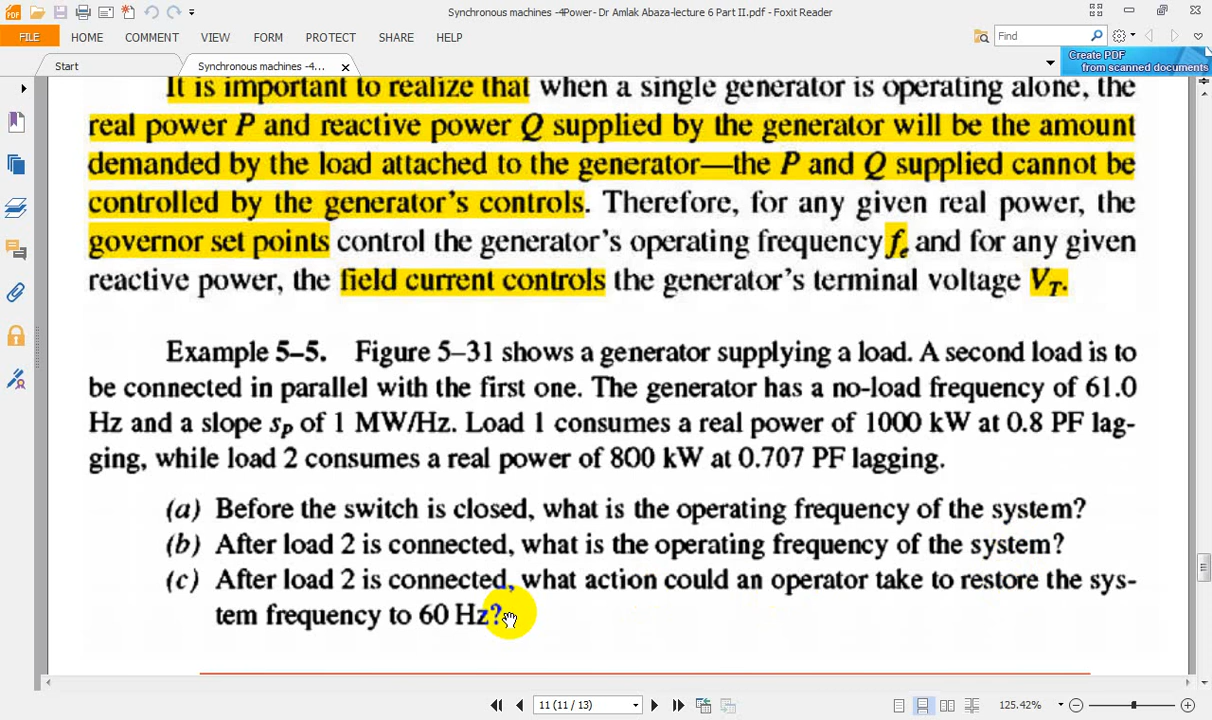 Synchronous machines -4Power- Dr Amlak Abaza-lecture 6 Part II.pdf - Foxit Reader
FILE HOME COMMENT VIEW FORM PROTECT SHARE HELP Find
Start Synchronous machines -4... Create PDF
from scanned documents
It is important to realize that when a single generator is operating alone, the
real power P and reactive power Q supplied by the generator will be the amount
demanded by the load attached to the generator—the P and Q supplied cannot be
controlled by the generator's controls. Therefore, for any given real power, the
governor set points control the generator's operating frequency fe and for any given
reactive power, the field current controls the generator's terminal voltage VT.
Example 5–5. Figure 5–31 shows a generator supplying a load. A second load is to
be connected in parallel with the first one. The generator has a no-load frequency of 61.0
Hz and a slope sP of 1 MW/Hz. Load 1 consumes a real power of 1000 kW at 0.8 PF lag-
ging, while load 2 consumes a real power of 800 kW at 0.707 PF lagging.
(a) Before the switch is closed, what is the operating frequency of the system?
(b) After load 2 is connected, what is the operating frequency of the system?
(c) After load 2 is connected, what action could an operator take to restore the sys-
tem frequency to 60 Hz?
11 (11 / 13) 125.42%